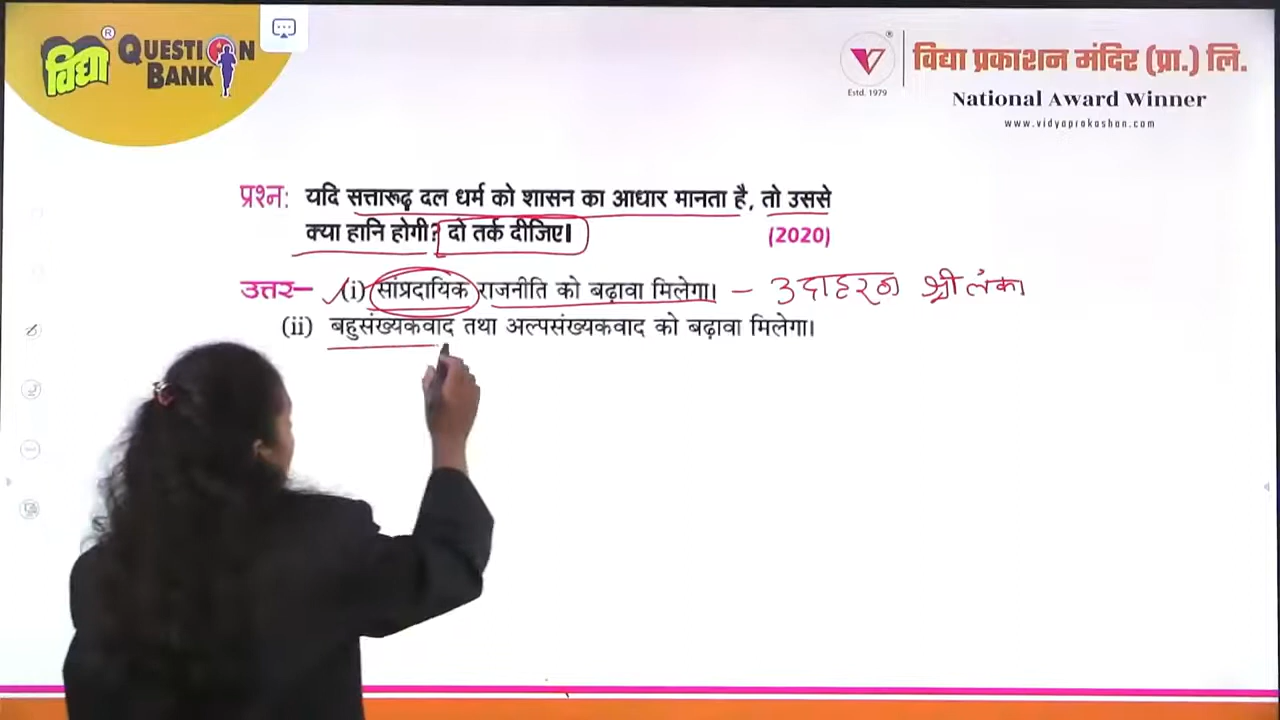 विद्या® QUESTION BANK
विद्या प्रकाशन मंदिर (प्रा.) लि.
Estd. 1979
National Award Winner
www.vidyaprakashan.com
प्रश्न: यदि सत्तारूढ़ दल धर्म को शासन का आधार मानता है, तो उससे
क्या हानि होगी? दो तर्क दीजिए। (2020)
उत्तर– (i) सांप्रदायिक राजनीति को बढ़ावा मिलेगा। – उदाहरन श्रीलंका
(ii) बहुसंख्यकवाद तथा अल्पसंख्यकवाद को बढ़ावा मिलेगा।